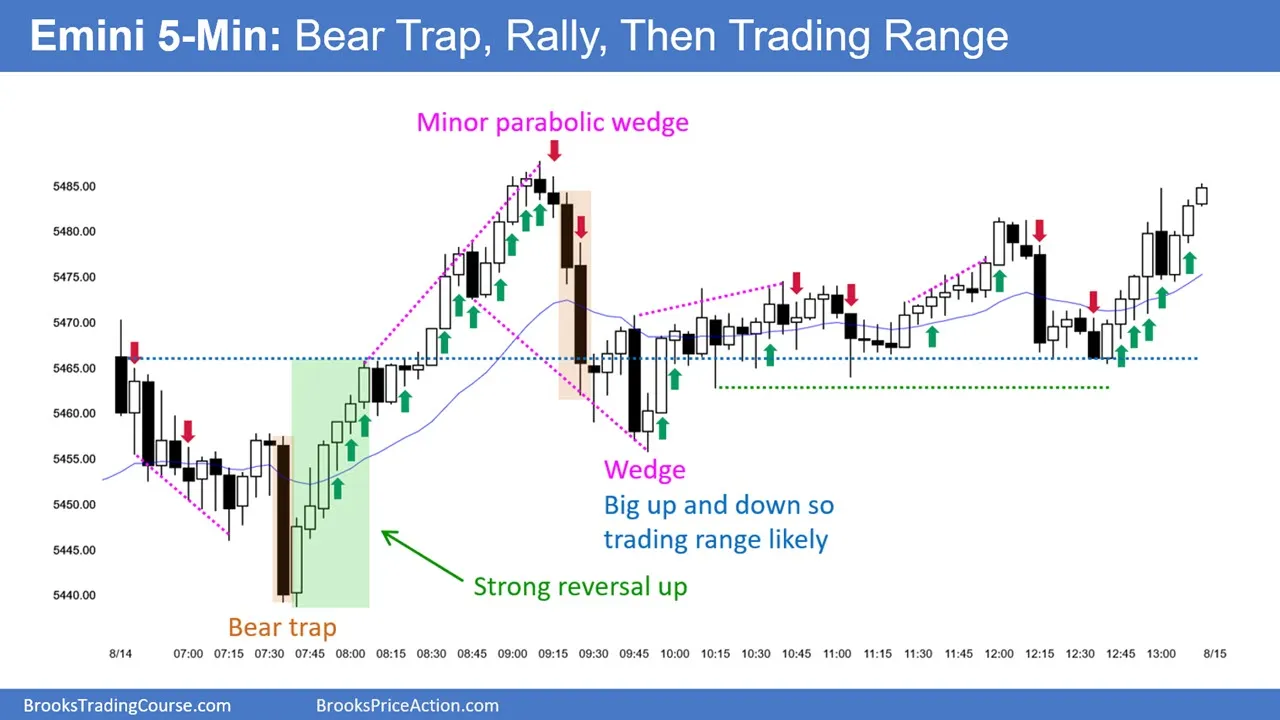 Emini 5-Min: Bear Trap, Rally, Then Trading Range
Minor parabolic wedge
5485.00
5480.00
5475.00
5470.00
5465.00
5460.00
5455.00
5450.00
5445.00
5440.00
Wedge
Big up and down so
trading range likely
Strong reversal up
Bear trap
8/14 07:00 07:15 07:30 07:45 08:00 08:15 08:30 08:45 09:00 09:15 09:30 09:45 10:00 10:15 10:30 10:45 11:00 11:15 11:30 11:45 12:00 12:15 12:30 12:45 13:00 8/15
BrooksTradingCourse.com BrooksPriceAction.com